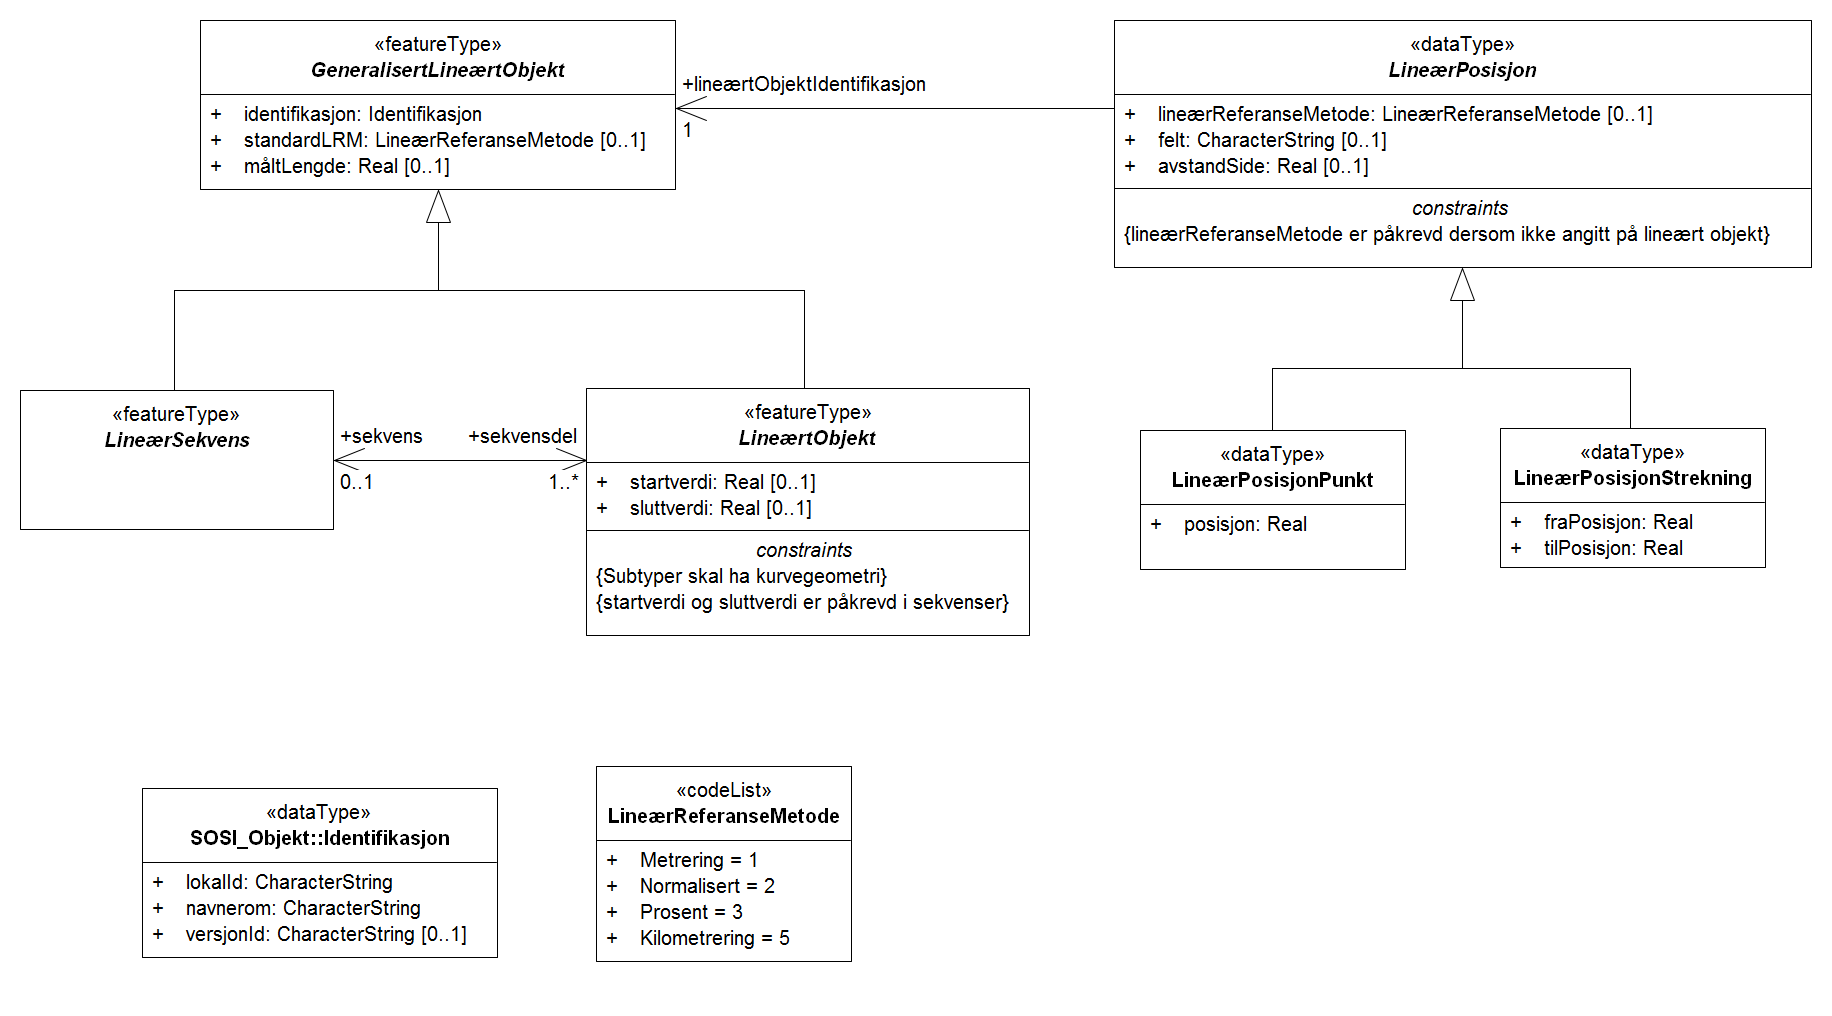 «featureType»
GeneralisertLineærtObjekt
+ identifikasjon: Identifikasjon
+ standardLRM: LineærReferanseMetode [0..1]
+ måltLengde: Real [0..1]
+lineærtObjektIdentifikasjon
1
«dataType»
LineærPosisjon
+ lineærReferanseMetode: LineærReferanseMetode [0..1]
+ felt: CharacterString [0..1]
+ avstandSide: Real [0..1]
constraints
{lineærReferanseMetode er påkrevd dersom ikke angitt på lineært objekt}
«featureType»
LineærSekvens
+sekvens
0..1
+sekvensdel
1..*
«featureType»
LineærtObjekt
+ startverdi: Real [0..1]
+ sluttverdi: Real [0..1]
constraints
{Subtyper skal ha kurvegeometri}
{startverdi og sluttverdi er påkrevd i sekvenser}
«dataType»
LineærPosisjonPunkt
+ posisjon: Real
«dataType»
LineærPosisjonStrekning
+ fraPosisjon: Real
+ tilPosisjon: Real
«dataType»
SOSI_Objekt::Identifikasjon
+ lokalId: CharacterString
+ navnerom: CharacterString
+ versjonId: CharacterString [0..1]
«codeList»
LineærReferanseMetode
+ Metrering = 1
+ Normalisert = 2
+ Prosent = 3
+ Kilometrering = 5